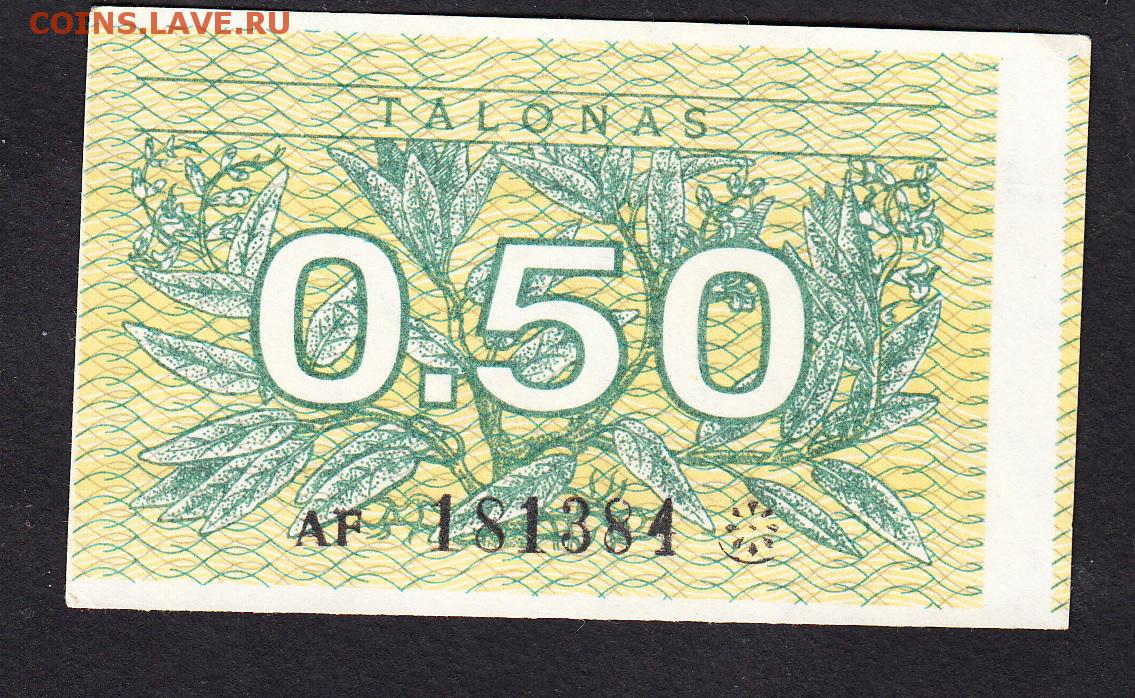 COINS.LAVE.RU
TALONAS
0.50
AF 181384